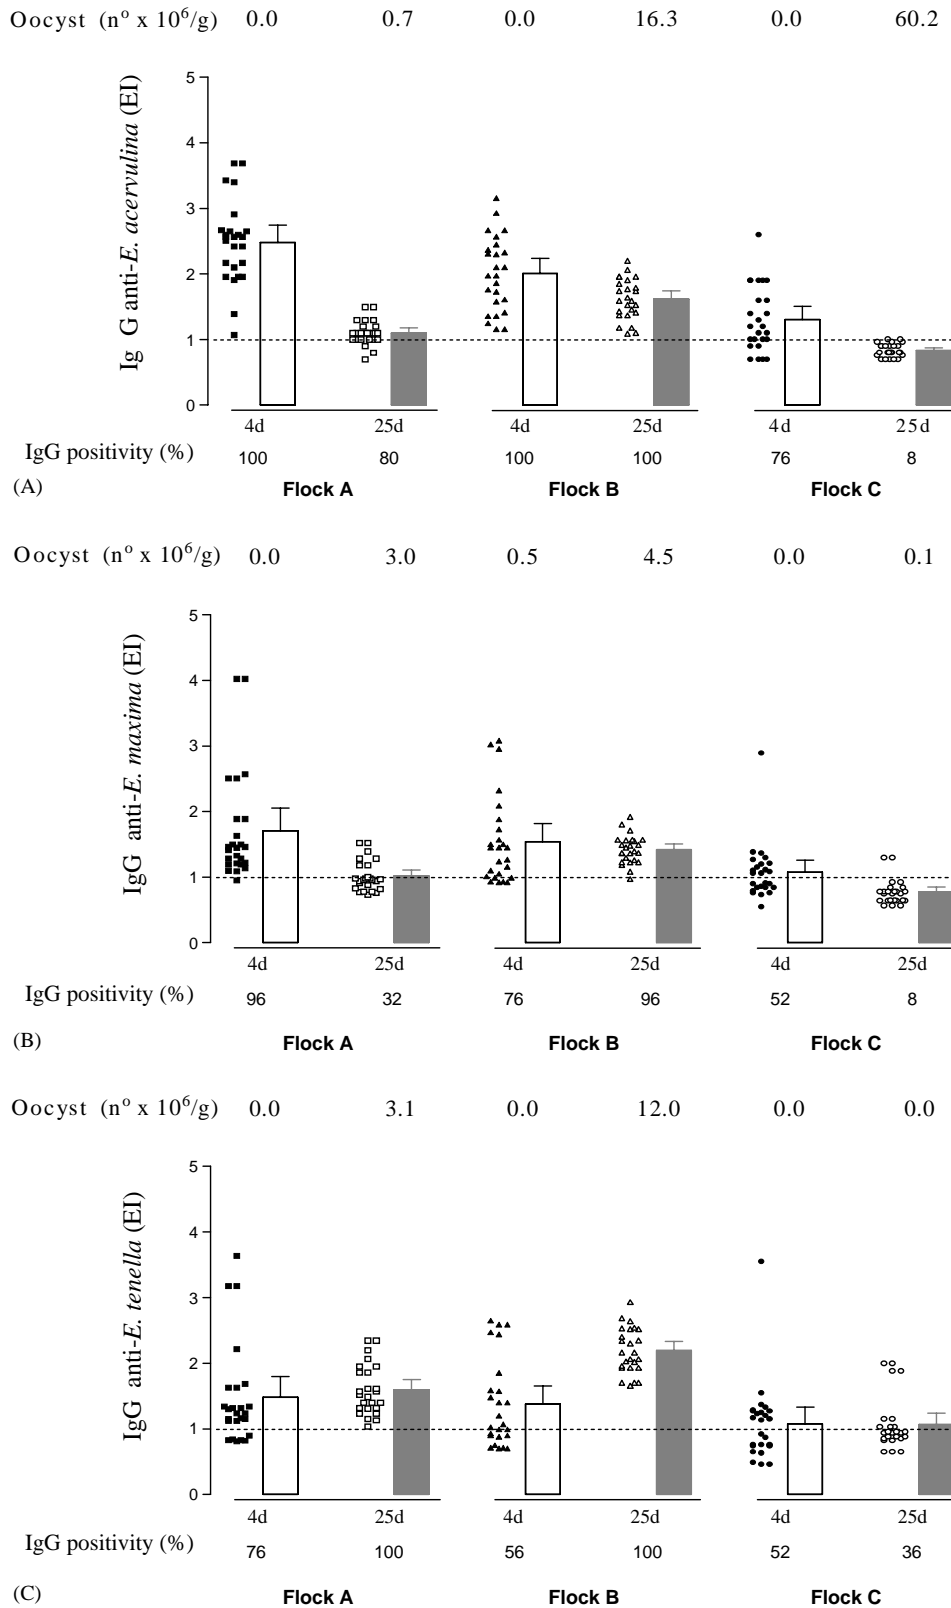 Oocyst (nº x 10⁶/g) 0.0 0.7 0.0 16.3 0.0 60.2
Ig G anti-E. acervulina (EI)
5
4
3
2
1
0
4d 25d 4d 25d 4d 25d
IgG positivity (%) 100 80 100 100 76 8
(A) Flock A Flock B Flock C
Oocyst (nº x 10⁶/g) 0.0 3.0 0.5 4.5 0.0 0.1
IgG anti-E. maxima (EI)
5
4
3
2
1
0
4d 25d 4d 25d 4d 25d
IgG positivity (%) 96 32 76 96 52 8
(B) Flock A Flock B Flock C
Oocyst (nº x 10⁶/g) 0.0 3.1 0.0 12.0 0.0 0.0
IgG anti-E. tenella (EI)
5
4
3
2
1
0
4d 25d 4d 25d 4d 25d
IgG positivity (%) 76 100 56 100 52 36
(C) Flock A Flock B Flock C